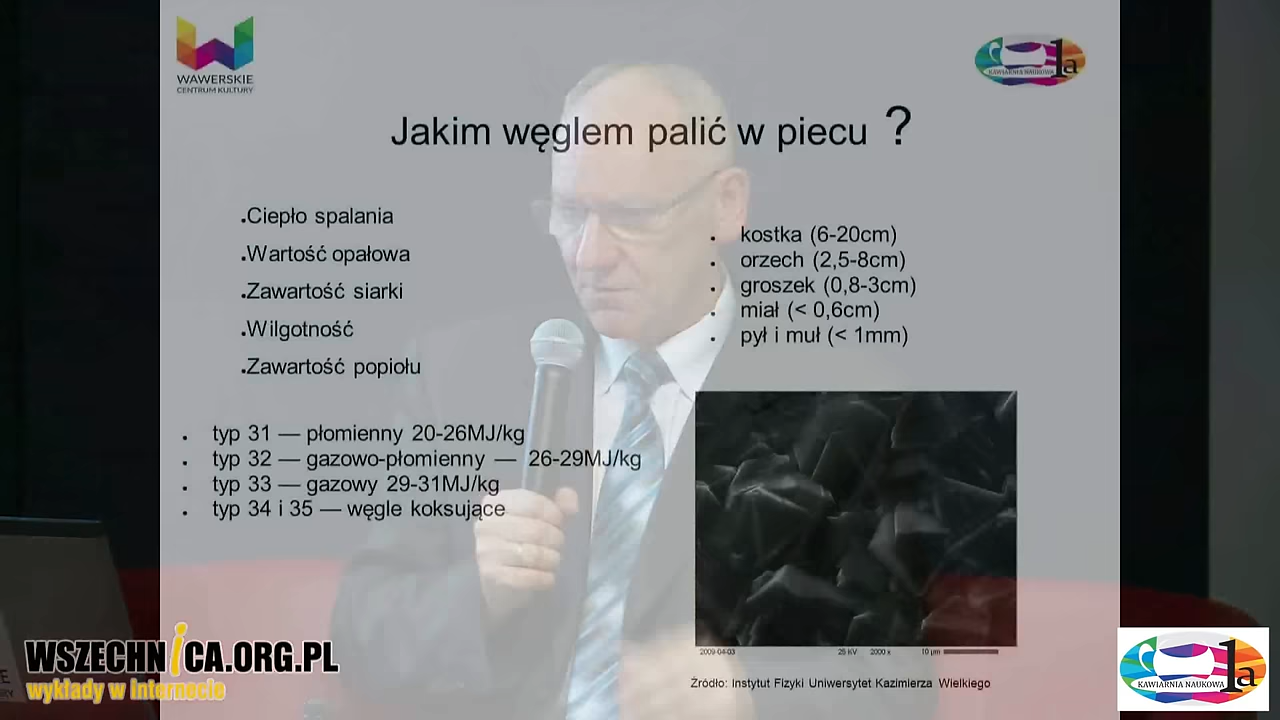 WAWERSKIE
CENTRUM KULTURY
KAWIARNIA NAUKOWA 1a
Jakim węglem palić w piecu ?
.Ciepło spalania
.Wartość opałowa
.Zawartość siarki
.Wilgotność
.Zawartość popiołu
• kostka (6-20cm)
• orzech (2,5-8cm)
• groszek (0,8-3cm)
• miał (< 0,6cm)
• pył i muł (< 1mm)
• typ 31 — płomienny 20-26MJ/kg
• typ 32 — gazowo-płomienny — 26-29MJ/kg
• typ 33 — gazowy 29-31MJ/kg
• typ 34 i 35 — węgle koksujące
2009-04-03 25 KV 2000 x 10 µm
Źródło: Instytut Fizyki Uniwersytet Kazimierza Wielkiego
WSZECHNICA.ORG.PL
wykłady w internecie
KAWIARNIA NAUKOWA 1a